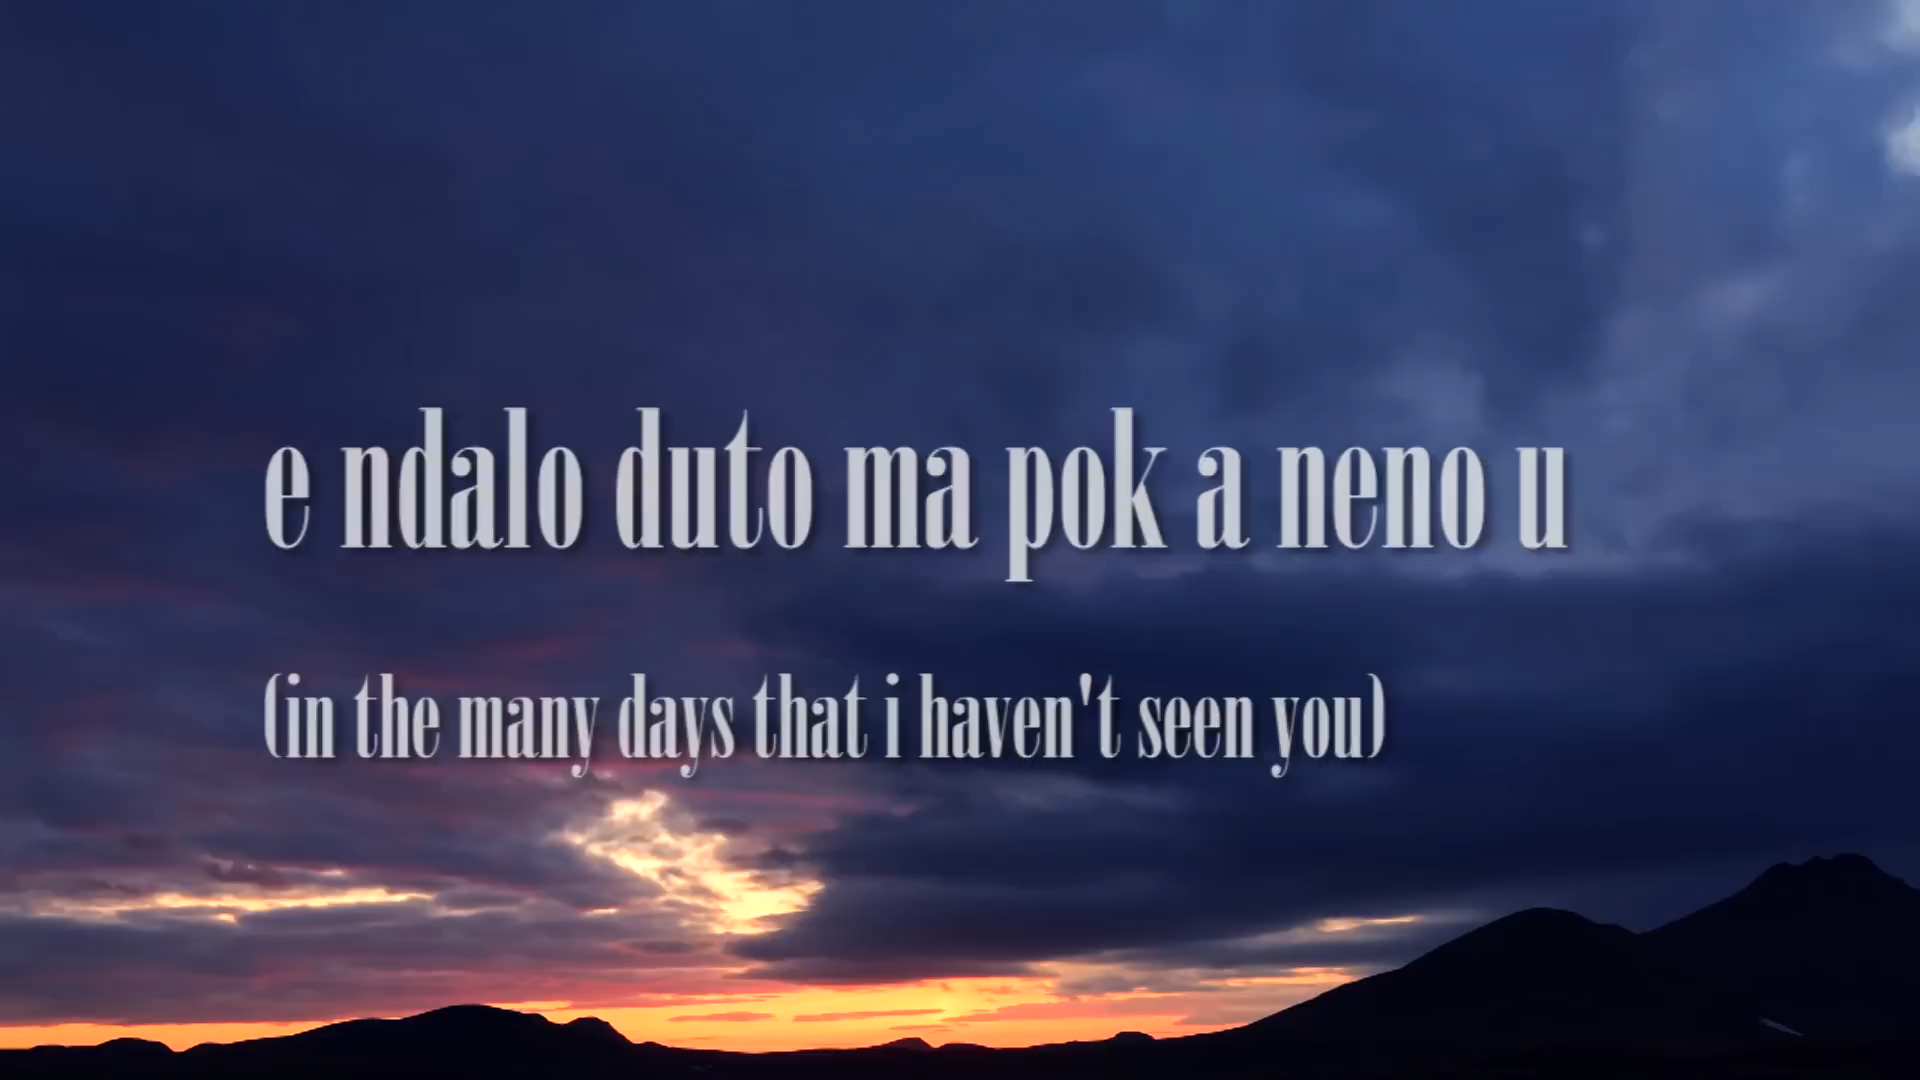 e ndalo duto ma pok a neno u
(in the many days that i haven't seen you)